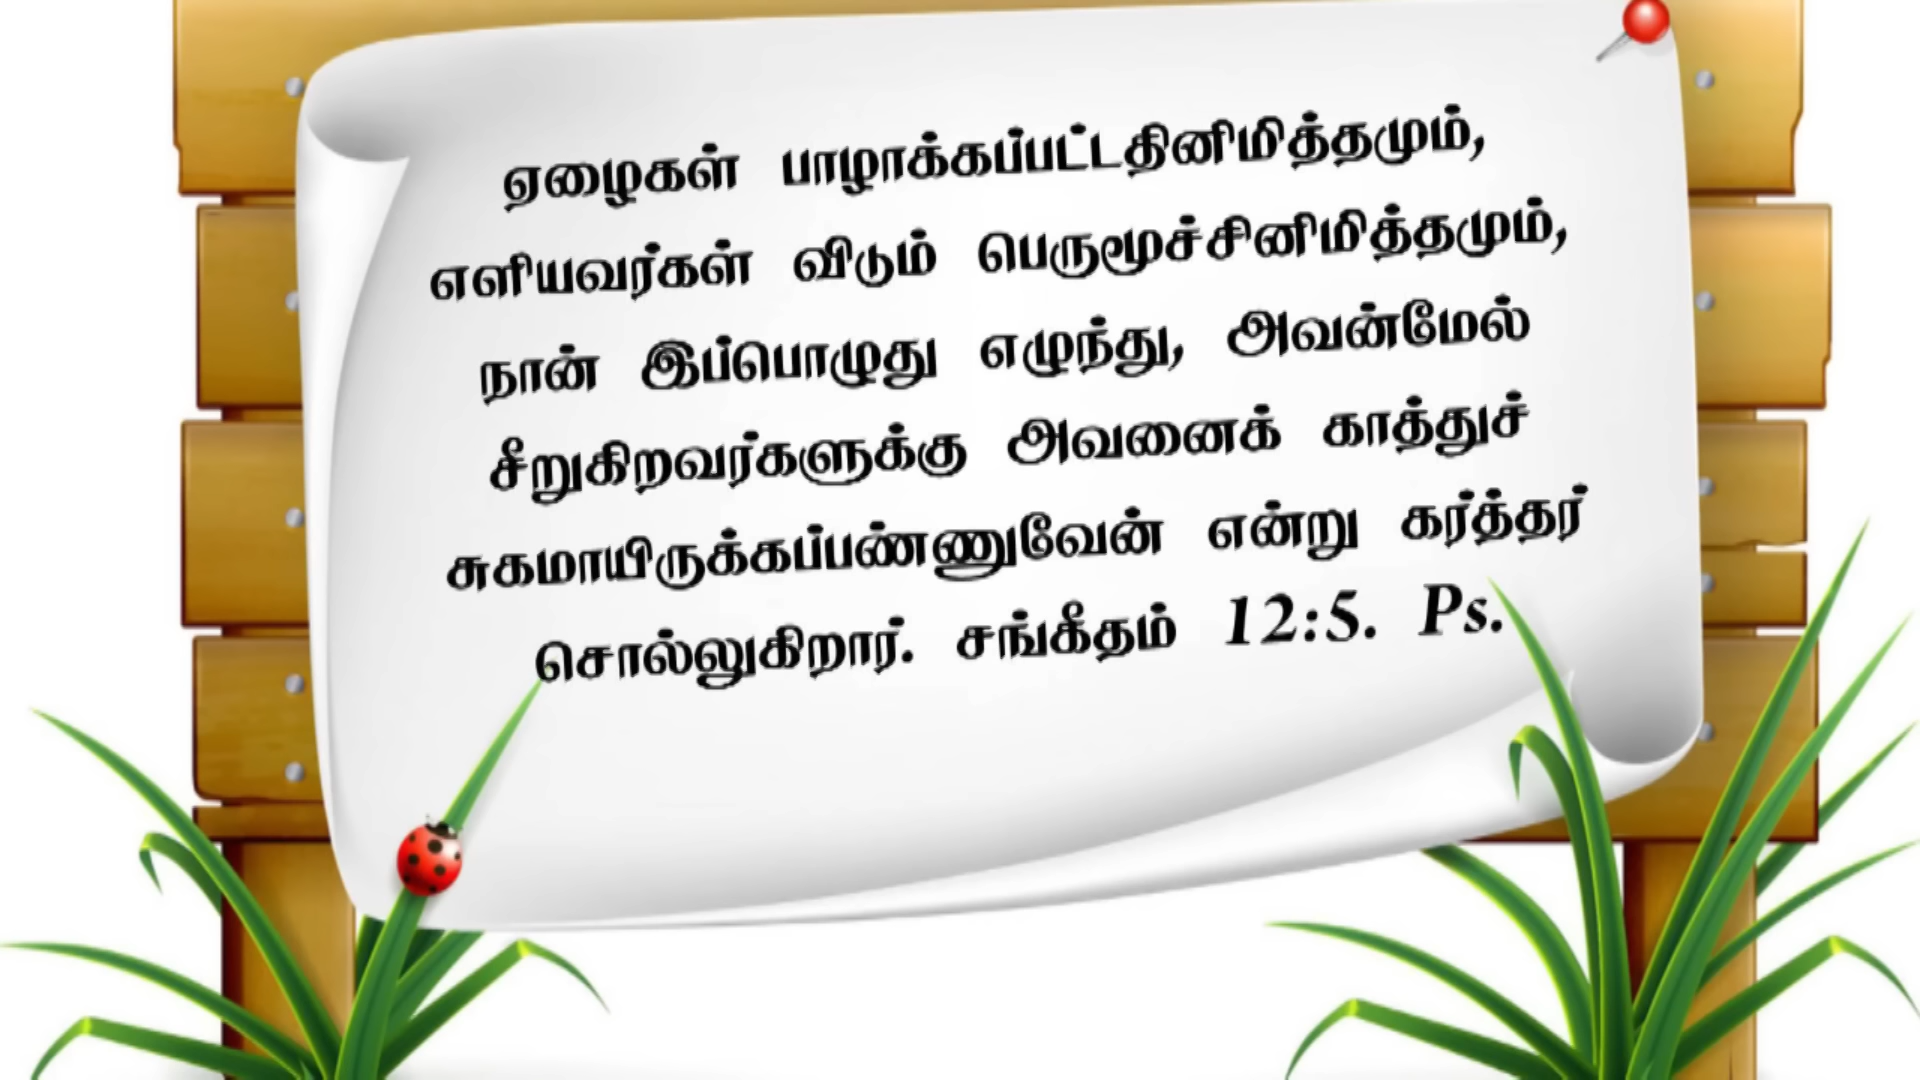 ஏழைகள் பாழாக்கப்பட்டதினிமித்தமும்,
எளியவர்கள் விடும் பெருமூச்சினிமித்தமும்,
நான் இப்பொழுது எழுந்து, அவன்மேல்
சீறுகிறவர்களுக்கு அவனைக் காத்துச்
சுகமாயிருக்கப்பண்ணுவேன் என்று கர்த்தர்
சொல்லுகிறார். சங்கீதம் 12:5. Ps.